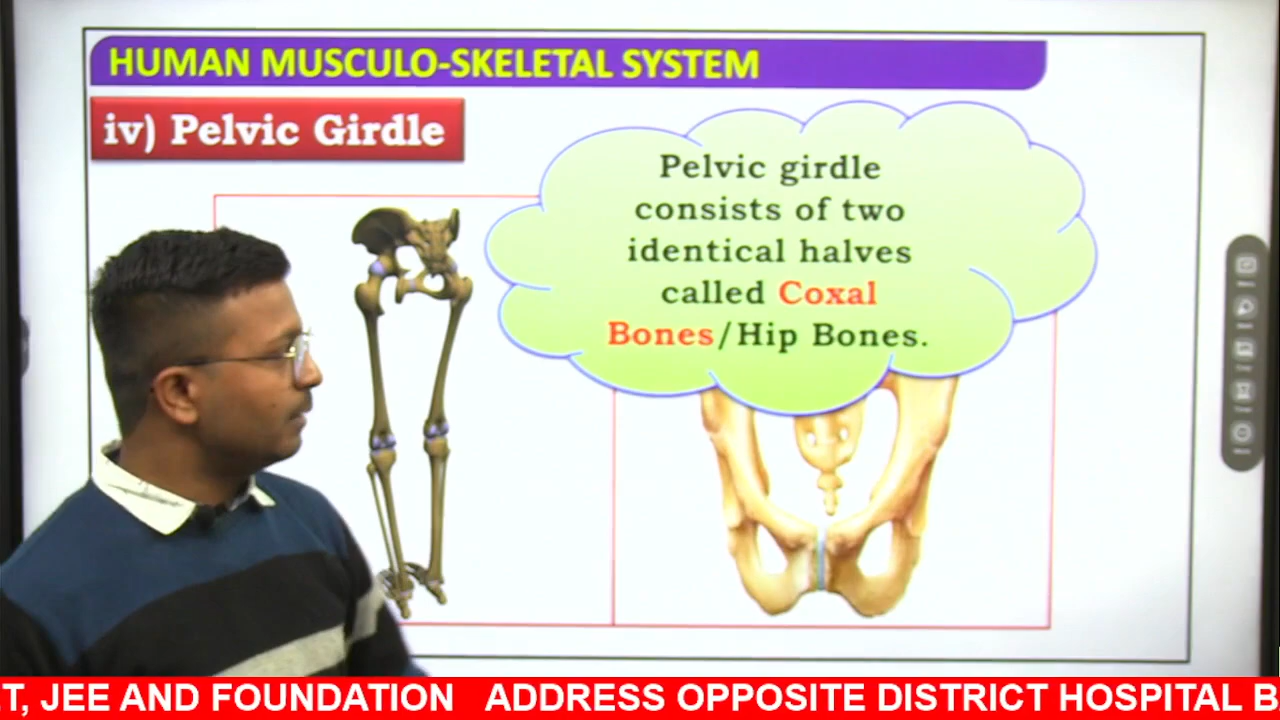 HUMAN MUSCULO-SKELETAL SYSTEM
iv) Pelvic Girdle
Pelvic girdle
consists of two
identical halves
called Coxal
Bones/Hip Bones.
T, JEE AND FOUNDATION ADDRESS OPPOSITE DISTRICT HOSPITAL B